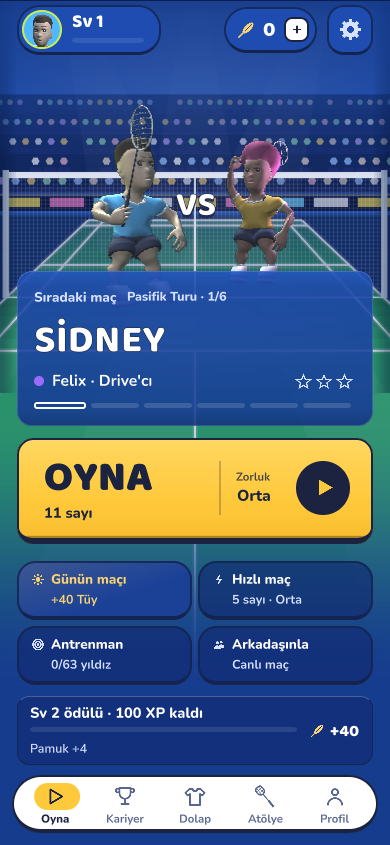 Sv 1
0 +
VS
Sıradaki maç Pasifik Turu · 1/6
SİDNEY
Felix · Drive'cı
OYNA
11 sayı
Zorluk
Orta
Günün maçı
+40 Tüy
Hızlı maç
5 sayı · Orta
Antrenman
0/63 yıldız
Arkadaşınla
Canlı maç
Sv 2 ödülü · 100 XP kaldı
+40
Pamuk +4
Oyna
Kariyer
Dolap
Atölye
Profil